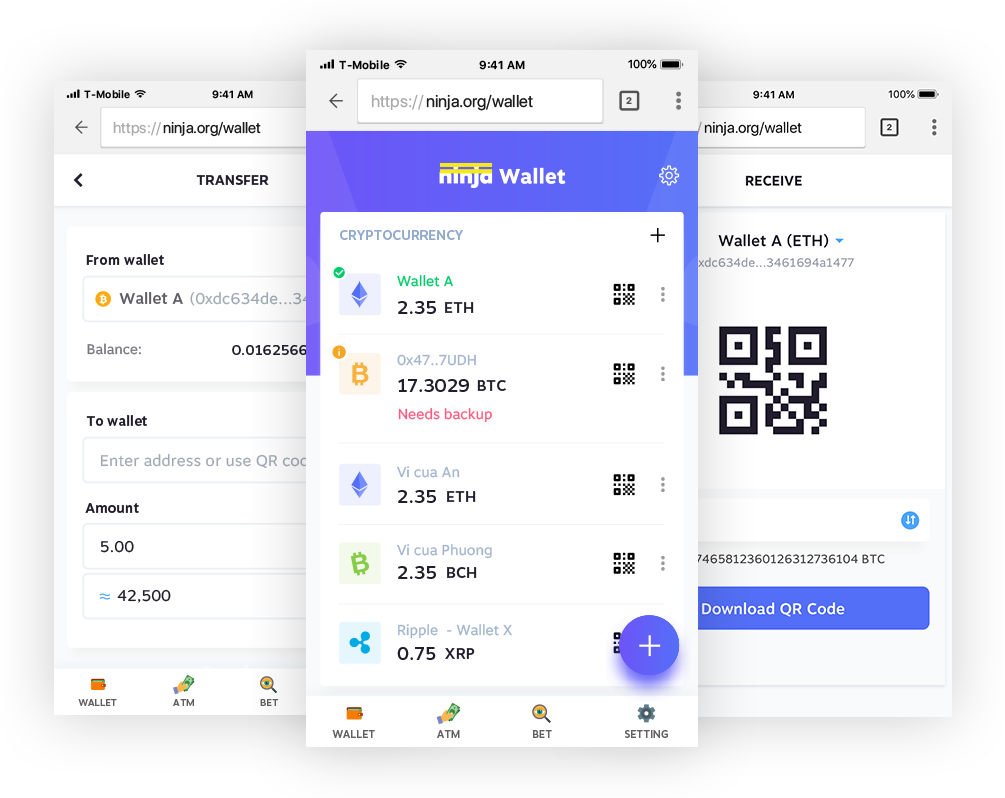 T-Mobile
9:41 AM
https://ninja.org/wallet
TRANSFER
From wallet
Wallet A (0xdc634de...34
Balance:
0.0162566
To wallet
Enter address or use QR coc
Amount
5.00
≈ 42,500
WALLET
ATM
BET
T-Mobile
9:41 AM
100%
https://ninja.org/wallet
2
ninja Wallet
CRYPTOCURRENCY
Wallet A
2.35 ETH
0x47..7UDH
17.3029 BTC
Needs backup
Vi cua An
2.35 ETH
Vi cua Phuong
2.35 BCH
Ripple - Wallet X
0.75 XRP
WALLET
ATM
BET
SETTING
9:41 AM
100%
ninja.org/wallet
2
RECEIVE
Wallet A (ETH)
xdc634de...3461694a1477
7465812360126312736104 BTC
Download QR Code